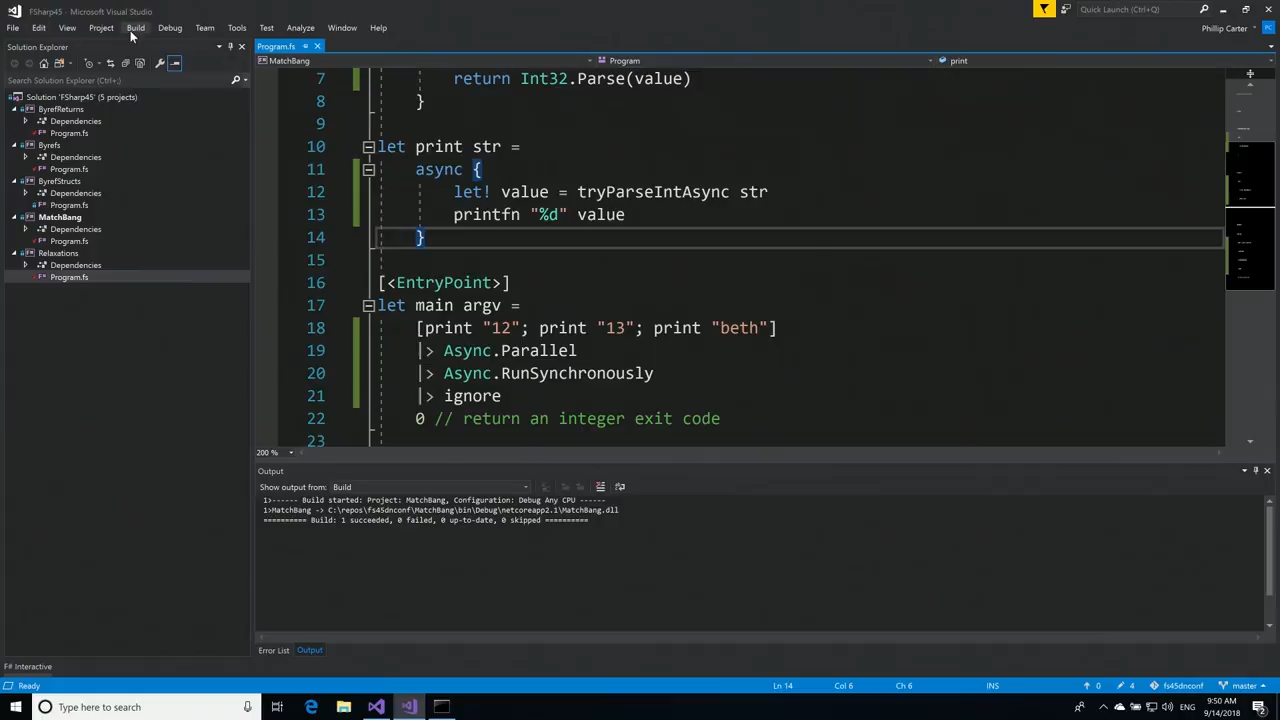 FSharp45 - Microsoft Visual Studio
Quick Launch (Ctrl+Q)
File Edit View Project Build Debug Team Tools Test Analyze Window Help
Phillip Carter
PC
Solution Explorer
Program.fs
MatchBang
Program
print
Search Solution Explorer (Ctrl+;)
Solution 'FSharp45' (5 projects)
ByrefReturns
Dependencies
Program.fs
Byrefs
Dependencies
Program.fs
ByrefStructs
Dependencies
Program.fs
MatchBang
Dependencies
Program.fs
Relaxations
Dependencies
Program.fs
7 return Int32.Parse(value)
8 }
9
10 let print str =
11 async {
12 let! value = tryParseIntAsync str
13 printfn "%d" value
14 }
15
16 [<EntryPoint>]
17 let main argv =
18 [print "12"; print "13"; print "beth"]
19 |> Async.Parallel
20 |> Async.RunSynchronously
21 |> ignore
22 0 // return an integer exit code
23
200 %
Output
Show output from: Build
1>------ Build started: Project: MatchBang, Configuration: Debug Any CPU ------
1>MatchBang -> C:\repos\fs45dnconf\MatchBang\bin\Debug\netcoreapp2.1\MatchBang.dll
========== Build: 1 succeeded, 0 failed, 0 up-to-date, 0 skipped ==========
Error List Output
F# Interactive
Ready
Ln 14 Col 6 Ch 6 INS 0 4 fs45dnconf master
Type here to search
ENG
9:50 AM
9/14/2018
2